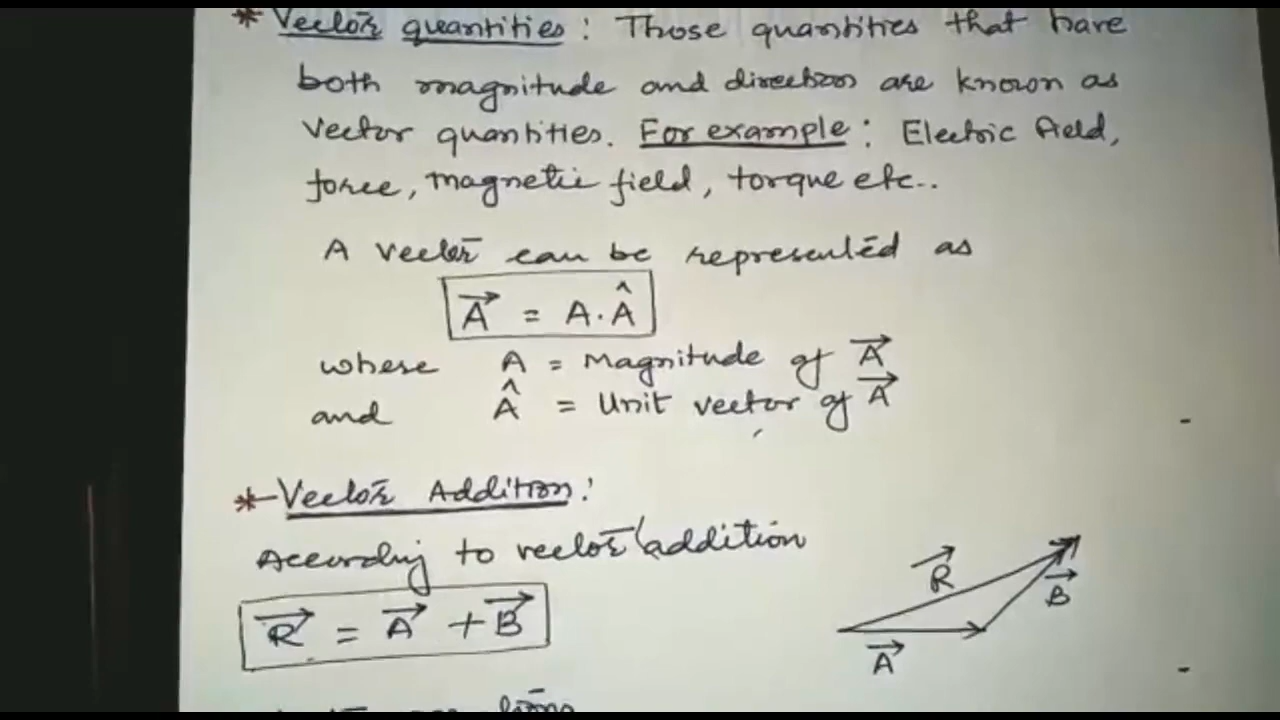 * Vector quantities : Those quantities that have
both magnitude and direction are known as
Vector quantities. For example : Electric field,
force, magnetic field, torque etc..
A vector can be represented as
A⃗ = A.Â
where A = Magnitude of A⃗
and Â = Unit vector of A⃗
* Vector Addition :
According to vector addition
R⃗ = A⃗ + B⃗
R⃗
B⃗
A⃗